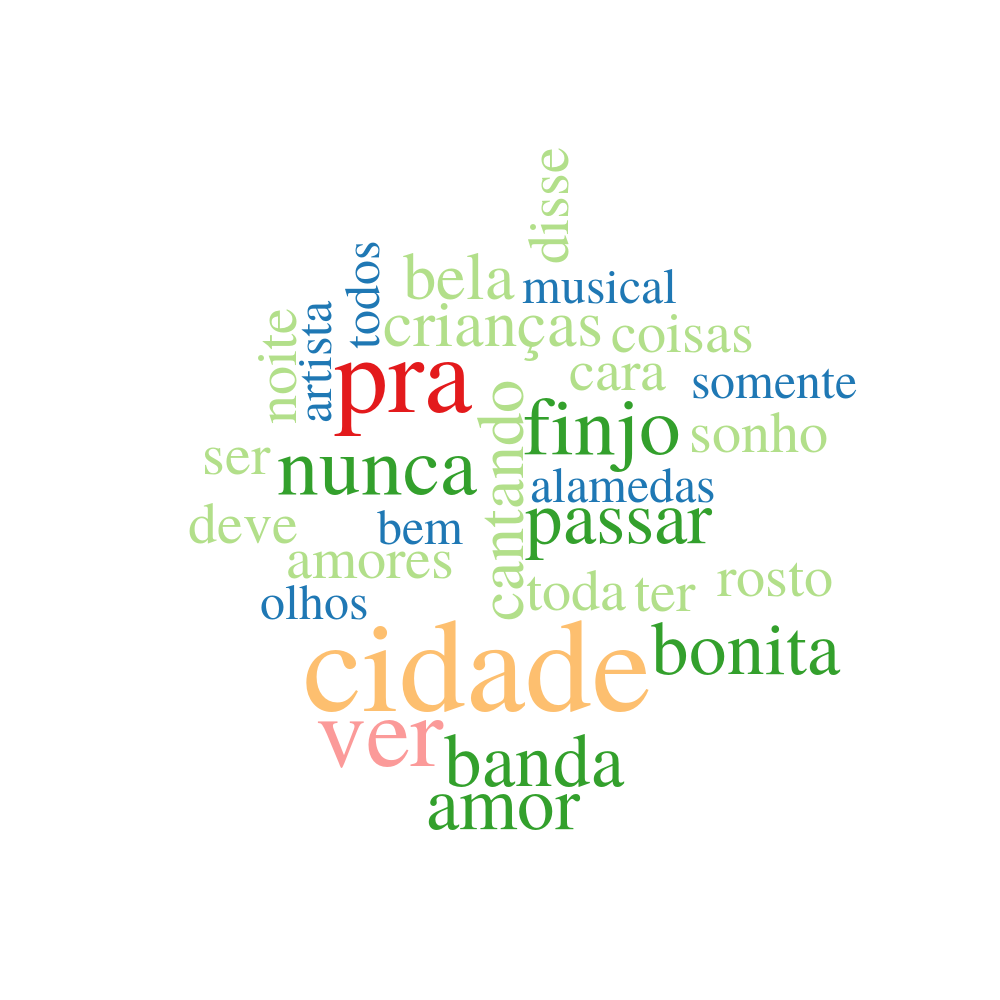 disse
todos
bela
musical
artista
noite
crianças
coisas
pra
cara
somente
cantando
finjo
sonho
ser
nunca
alamedas
deve
bem
passar
amores
olhos
toda
ter
rosto
cidade
bonita
ver
banda
amor